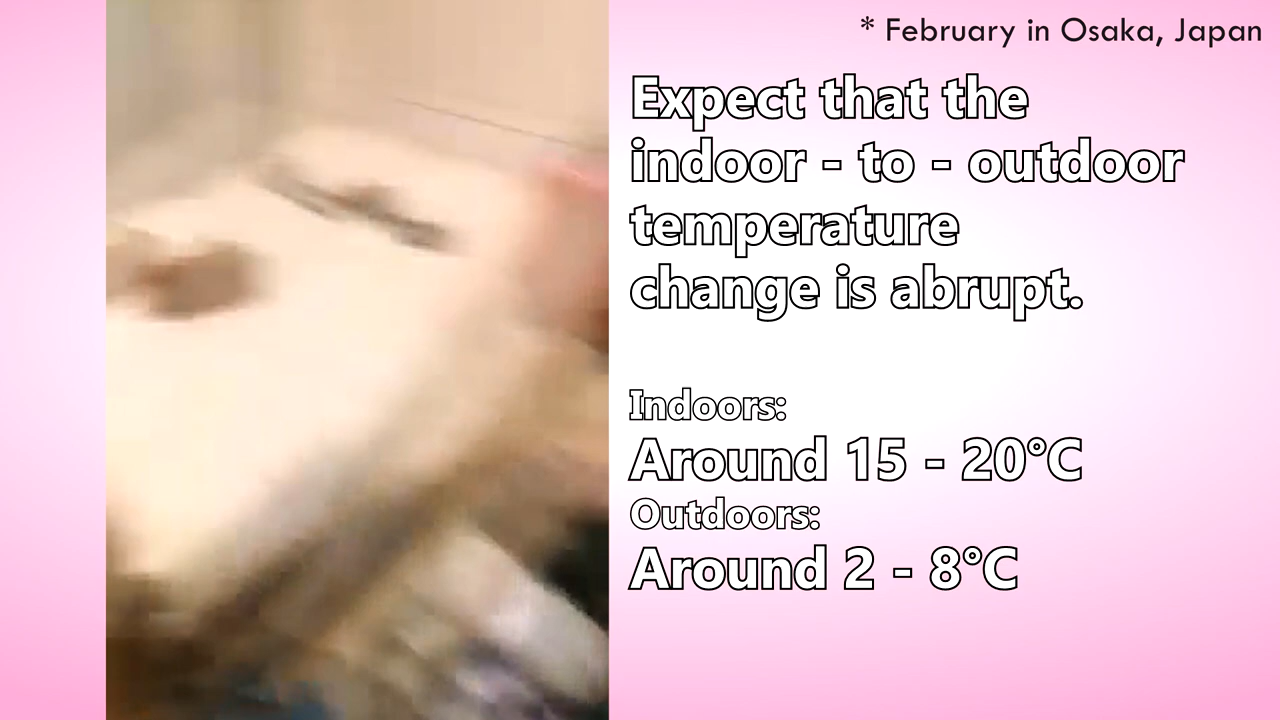 * February in Osaka, Japan
Expect that the
indoor - to - outdoor
temperature
change is abrupt.
Indoors:
Around 15 - 20°C
Outdoors:
Around 2 - 8°C